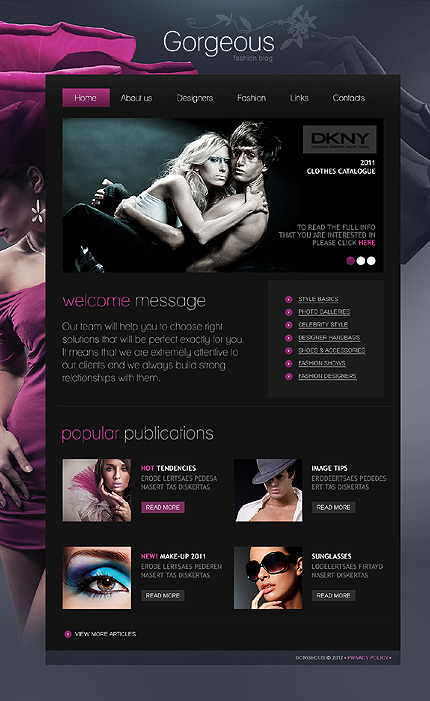 Gorgeous
fashion blog
Home About us Designers Fashion Links Contacts
DKNY
2011
CLOTHES CATALOGUE
TO READ THE FULL INFO
THAT YOU ARE INTERESTED IN
PLEASE CLICK HERE
welcome message
Our team will help you to choose right
solutions that will be perfect exactly for you.
It means that we are extremely attentive to
our clients and we always build strong
relationships with them.
STYLE BASICS
PHOTO GALLERIES
CELEBRITY STYLE
DESIGNER HANDBAGS
SHOES & ACCESSORIES
FASHION SHOWS
FASHION DESIGNERS
popular publications
HOT TENDENCIES
ERODE LERTSAES PEDESA
NASERT TAS DISKERTAS
READ MORE
IMAGE TIPS
ERODCERTSAES PEDEDES
ERT TAS DISKERTAS
READ MORE
NEW! MAKE-UP 2011
ERODE LERTSAES PEDEREN
NASERT TAS DISKERTAS
READ MORE
SUNGLASSES
LODELERTSAES FIRTAYD
NASERT TAS DISKERTAS
READ MORE
VIEW MORE ARTICLES
GORGEOUS © 2012 • PRIVACY POLICY •